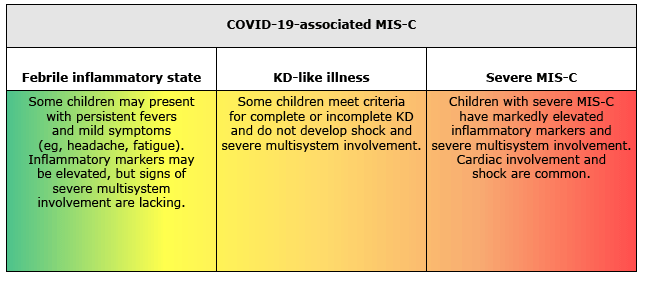 COVID-19-associated MIS-C
Febrile inflammatory state
KD-like illness
Severe MIS-C
Some children may present
with persistent fevers
and mild symptoms
(eg, headache, fatigue).
Inflammatory markers may
be elevated, but signs of
severe multisystem
involvement are lacking.
Some children meet criteria
for complete or incomplete KD
and do not develop shock and
severe multisystem involvement.
Children with severe MIS-C
have markedly elevated
inflammatory markers and
severe multisystem involvement.
Cardiac involvement and
shock are common.